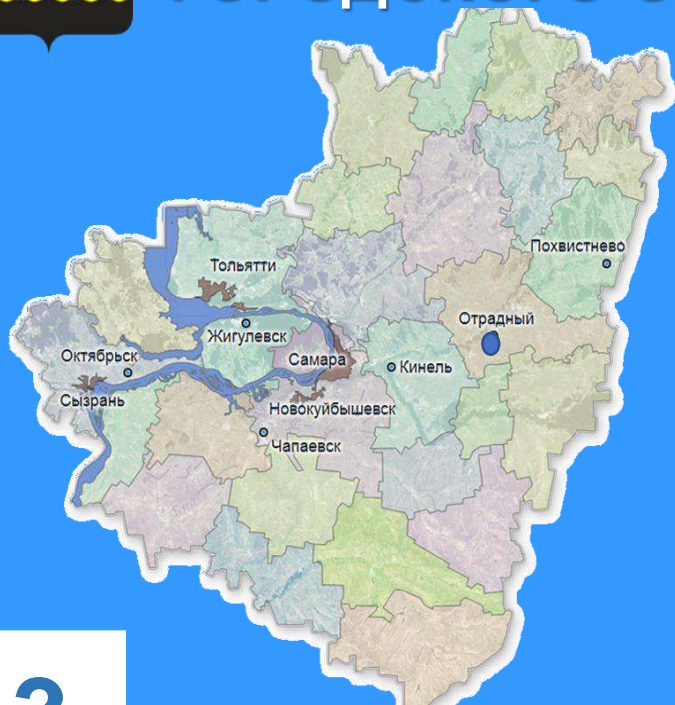 Похвистнево
Тольятти
Отрадный
Жигулевск
Октябрьск
Самара
Кинель
Сызрань
Новокуйбышевск
Чапаевск